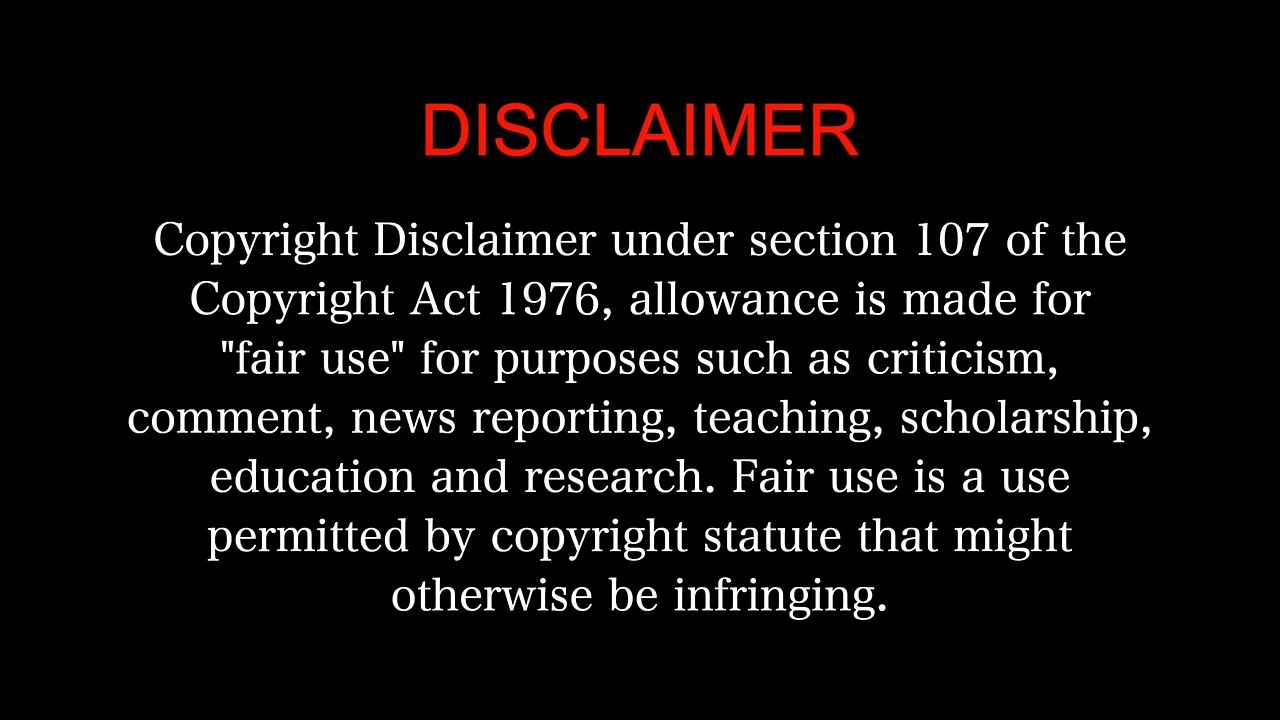 DISCLAIMER
Copyright Disclaimer under section 107 of the
Copyright Act 1976, allowance is made for
"fair use" for purposes such as criticism,
comment, news reporting, teaching, scholarship,
education and research. Fair use is a use
permitted by copyright statute that might
otherwise be infringing.